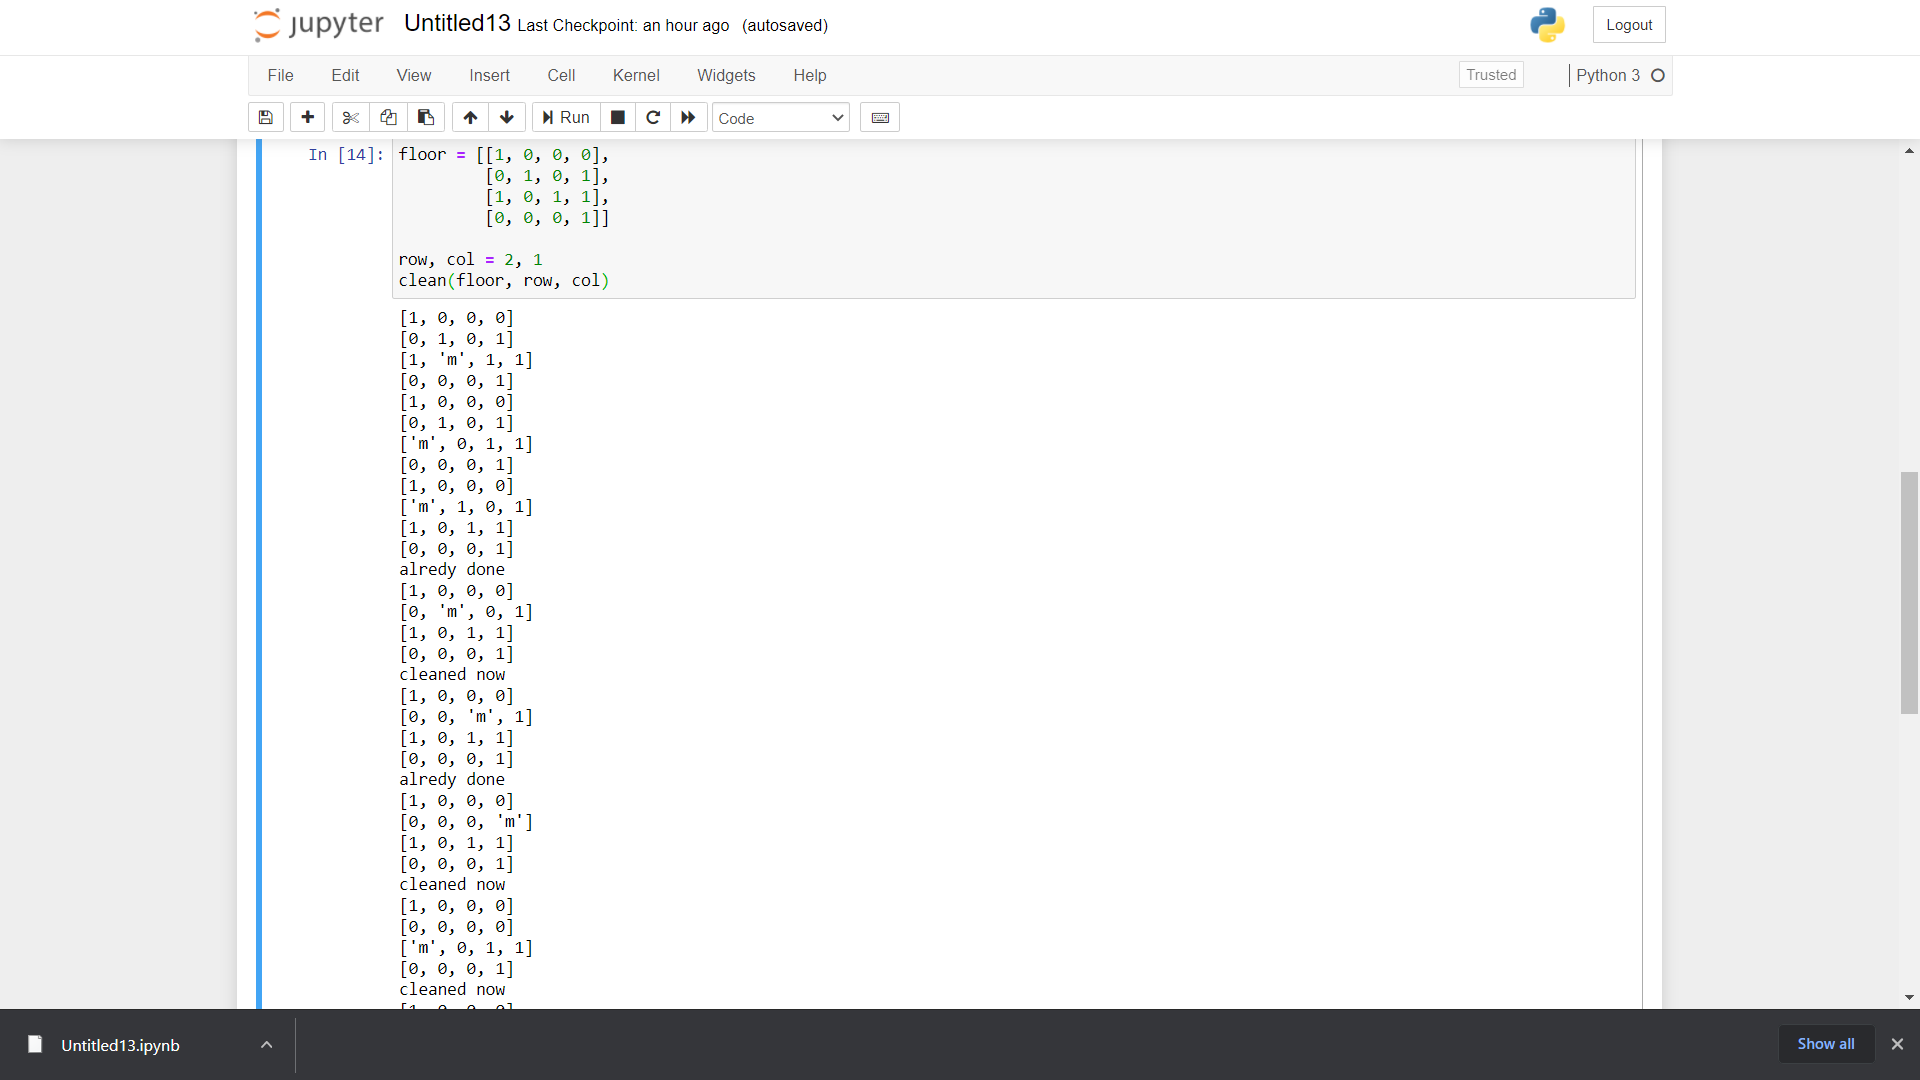 jupyter Untitled13 Last Checkpoint: an hour ago (autosaved)
Logout
File Edit View Insert Cell Kernel Widgets Help
Trusted
Python 3
Run
Code
In [14]: floor = [[1, 0, 0, 0],
[0, 1, 0, 1],
[1, 0, 1, 1],
[0, 0, 0, 1]]
row, col = 2, 1
clean(floor, row, col)
[1, 0, 0, 0]
[0, 1, 0, 1]
[1, 'm', 1, 1]
[0, 0, 0, 1]
[1, 0, 0, 0]
[0, 1, 0, 1]
['m', 0, 1, 1]
[0, 0, 0, 1]
[1, 0, 0, 0]
['m', 1, 0, 1]
[1, 0, 1, 1]
[0, 0, 0, 1]
alredy done
[1, 0, 0, 0]
[0, 'm', 0, 1]
[1, 0, 1, 1]
[0, 0, 0, 1]
cleaned now
[1, 0, 0, 0]
[0, 0, 'm', 1]
[1, 0, 1, 1]
[0, 0, 0, 1]
alredy done
[1, 0, 0, 0]
[0, 0, 0, 'm']
[1, 0, 1, 1]
[0, 0, 0, 1]
cleaned now
[1, 0, 0, 0]
[0, 0, 0, 0]
['m', 0, 1, 1]
[0, 0, 0, 1]
cleaned now
Untitled13.ipynb
Show all